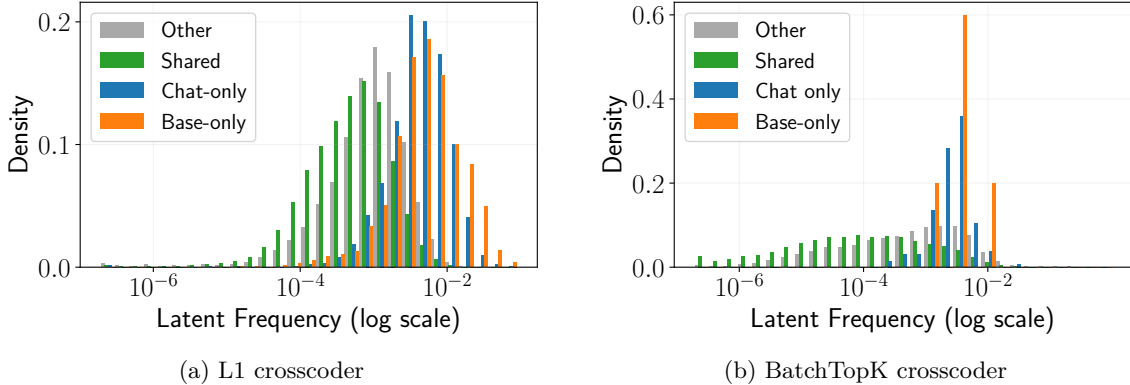 0.2
0.1
0.0
Density
Other
Shared
Chat-only
Base-only
10^{-6}
10^{-4}
10^{-2}
Latent Frequency (log scale)
(a) L1 crosscoder
0.6
0.4
0.2
0.0
Density
Other
Shared
Chat only
Base-only
10^{-6}
10^{-4}
10^{-2}
Latent Frequency (log scale)
(b) BatchTopK crosscoder